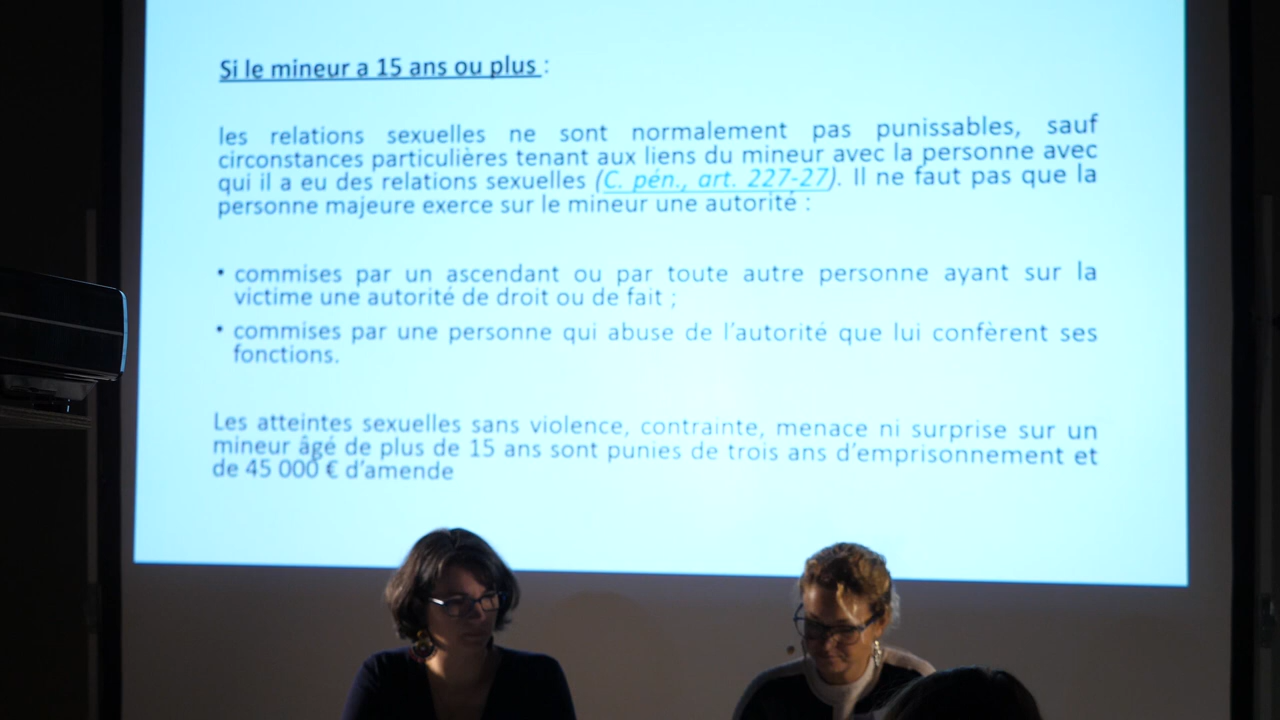 Si le mineur a 15 ans ou plus :
les relations sexuelles ne sont normalement pas punissables, sauf
circonstances particulières tenant aux liens du mineur avec la personne avec
qui il a eu des relations sexuelles (C. pén., art. 227-27). Il ne faut pas que la
personne majeure exerce sur le mineur une autorité :
• commises par un ascendant ou par toute autre personne ayant sur la
victime une autorité de droit ou de fait ;
• commises par une personne qui abuse de l'autorité que lui confèrent ses
fonctions.
Les atteintes sexuelles sans violence, contrainte, menace ni surprise sur un
mineur âgé de plus de 15 ans sont punies de trois ans d'emprisonnement et
de 45 000 € d'amende